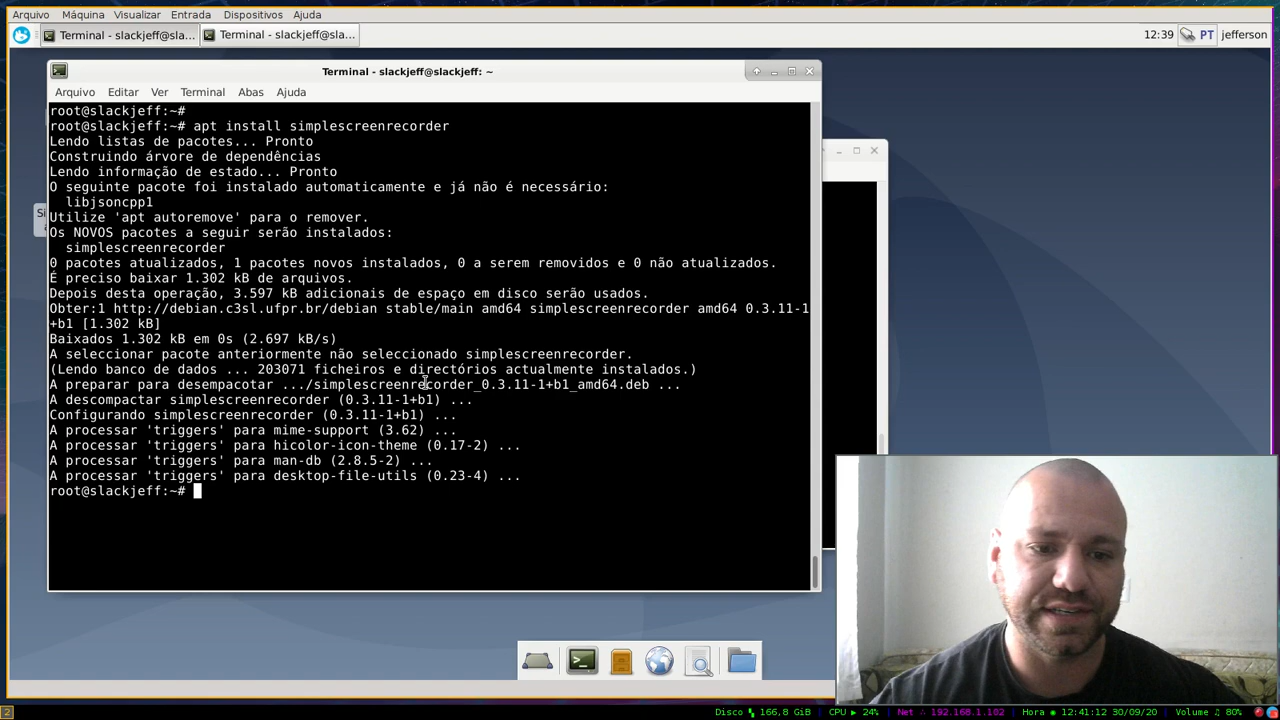 Arquivo Máquina Visualizar Entrada Dispositivos Ajuda
Terminal - slackjeff@sla... Terminal - slackjeff@sla... 12:39 PT jefferson
Terminal - slackjeff@slackjeff: ~
Arquivo Editar Ver Terminal Abas Ajuda
root@slackjeff:~#
root@slackjeff:~# apt install simplescreenrecorder
Lendo listas de pacotes... Pronto
Construindo árvore de dependências
Lendo informação de estado... Pronto
O seguinte pacote foi instalado automaticamente e já não é necessário:
libjsoncpp1
Utilize 'apt autoremove' para o remover.
Os NOVOS pacotes a seguir serão instalados:
simplescreenrecorder
0 pacotes atualizados, 1 pacotes novos instalados, 0 a serem removidos e 0 não atualizados.
É preciso baixar 1.302 kB de arquivos.
Depois desta operação, 3.597 kB adicionais de espaço em disco serão usados.
Obter:1 http://debian.c3sl.ufpr.br/debian stable/main amd64 simplescreenrecorder amd64 0.3.11-1
+b1 [1.302 kB]
Baixados 1.302 kB em 0s (2.697 kB/s)
A seleccionar pacote anteriormente não seleccionado simplescreenrecorder.
(Lendo banco de dados ... 203071 ficheiros e directórios actualmente instalados.)
A preparar para desempacotar .../simplescreenrecorder_0.3.11-1+b1_amd64.deb ...
A descompactar simplescreenrecorder (0.3.11-1+b1) ...
Configurando simplescreenrecorder (0.3.11-1+b1) ...
A processar 'triggers' para mime-support (3.62) ...
A processar 'triggers' para hicolor-icon-theme (0.17-2) ...
A processar 'triggers' para man-db (2.8.5-2) ...
A processar 'triggers' para desktop-file-utils (0.23-4) ...
root@slackjeff:~#
2 Disco 166,8 GiB CPU 24% Net 192.168.1.102 Hora 12:41:12 30/09/20 Volume ♫ 80%